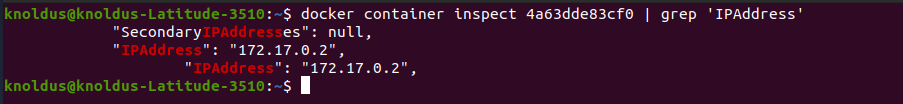 knoldus@knoldus-Latitude-3510:~$ docker container inspect 4a63dde83cf0 | grep 'IPAddress'
            "SecondaryIPAddresses": null,
            "IPAddress": "172.17.0.2",
                    "IPAddress": "172.17.0.2",
knoldus@knoldus-Latitude-3510:~$